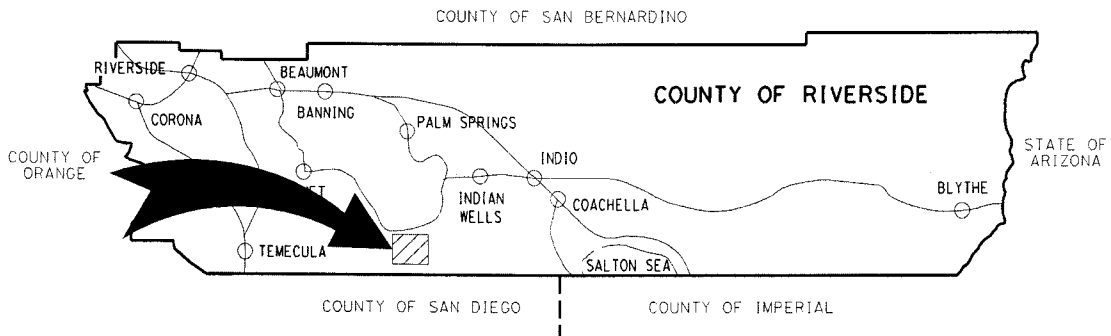 COUNTY OF SAN BERNARDINO
RIVERSIDE
BEAUMONT
COUNTY OF RIVERSIDE
CORONA
BANNING
PALM SPRINGS
COUNTY OF
ORANGE
STATE OF
ARIZONA
INDIO
INDIAN
WELLS
COACHELLA
BLYTHE
TEMECULA
SALTON SEA
COUNTY OF SAN DIEGO
COUNTY OF IMPERIAL